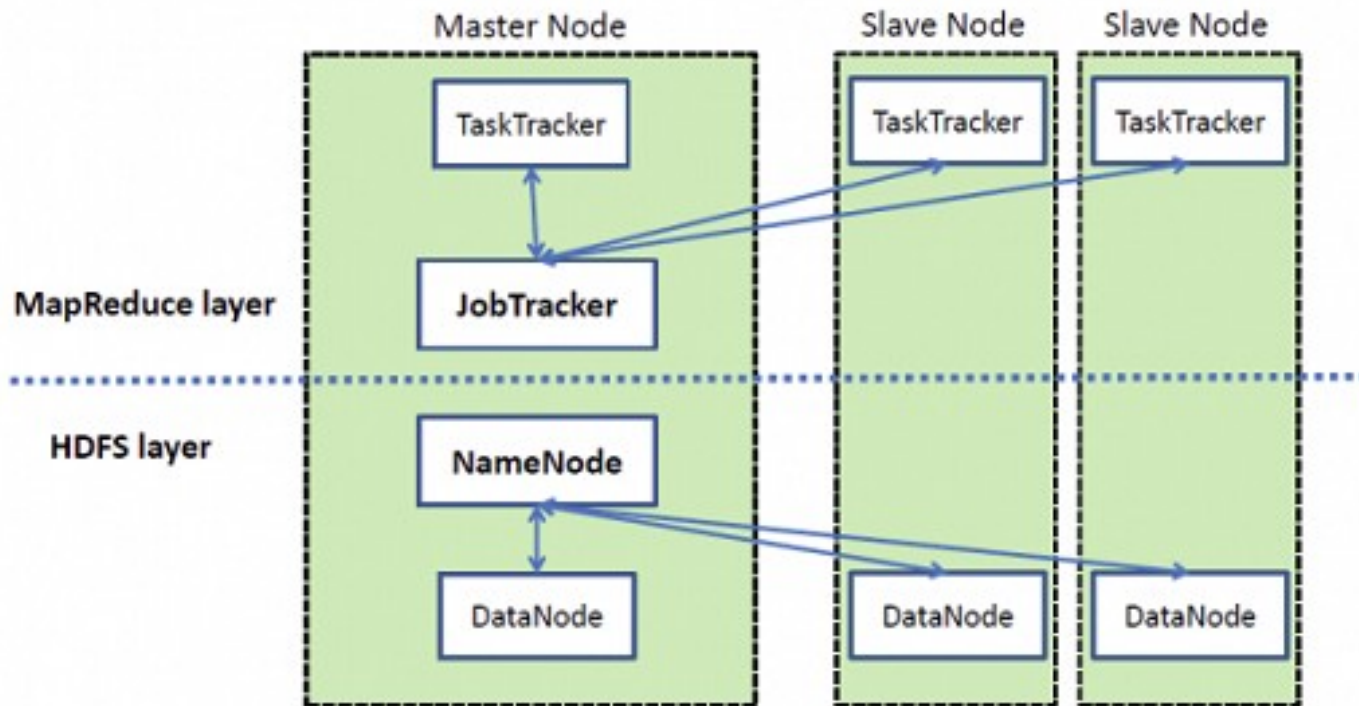 Master Node
Slave Node
Slave Node
TaskTracker
TaskTracker
TaskTracker
MapReduce layer
JobTracker
HDFS layer
NameNode
DataNode
DataNode
DataNode